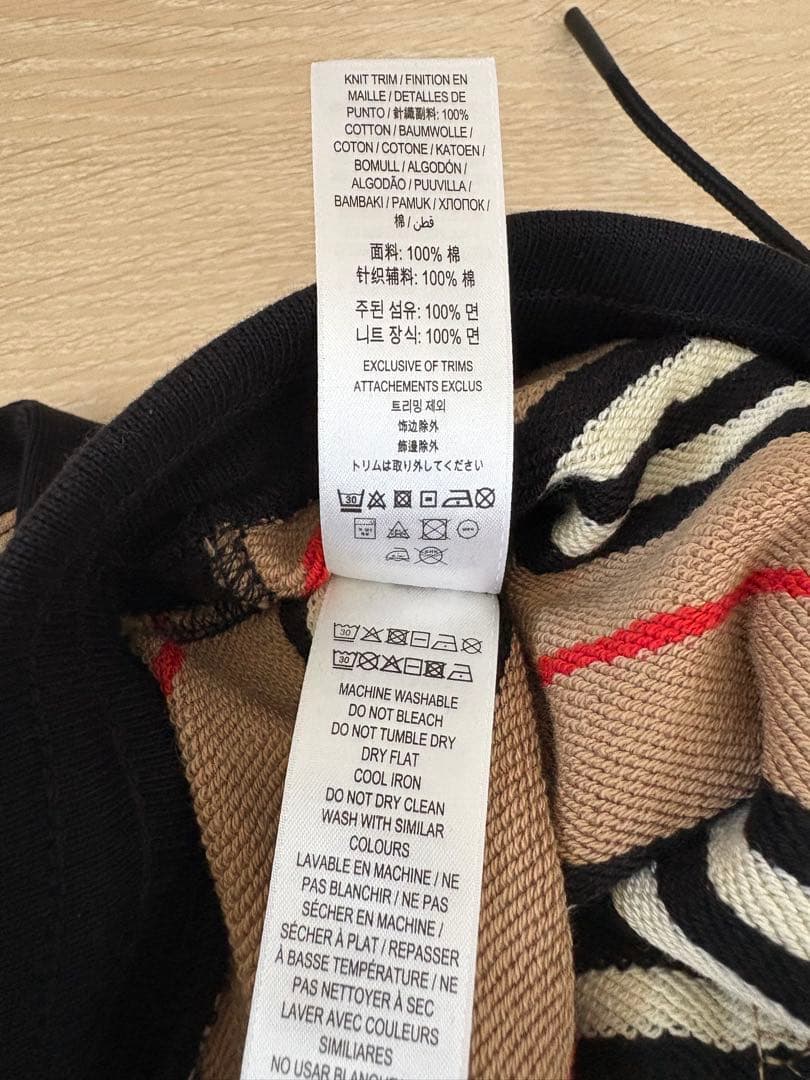 KNIT TRIM / FINITION EN
MAILLE / DETALLES DE
PUNTO / 針織副料: 100%
COTTON / BAUMWOLLE /
COTON / COTONE / KATOEN /
BOMULL / ALGODÓN /
ALGODÃO / PUUVILLA /
BAMBAKI / PAMUK / ХЛОПОК /
棉 / قطن
面料: 100% 棉
针织辅料: 100% 棉
주된 섬유: 100% 면
니트 장식: 100% 면
EXCLUSIVE OF TRIMS
ATTACHEMENTS EXCLUS
트리밍 제외
饰边除外
飾邊除外
トリムは取り外してください
30
30
30
MACHINE WASHABLE
DO NOT BLEACH
DO NOT TUMBLE DRY
DRY FLAT
COOL IRON
DO NOT DRY CLEAN
WASH WITH SIMILAR
COLOURS
LAVABLE EN MACHINE / NE
PAS BLANCHIR / NE PAS
SÉCHER EN MACHINE /
SÉCHER À PLAT / REPASSER
À BASSE TEMPÉRATURE / NE
PAS NETTOYER À SEC
LAVER AVEC COULEURS
SIMILIARES
NO USAR BLANQ